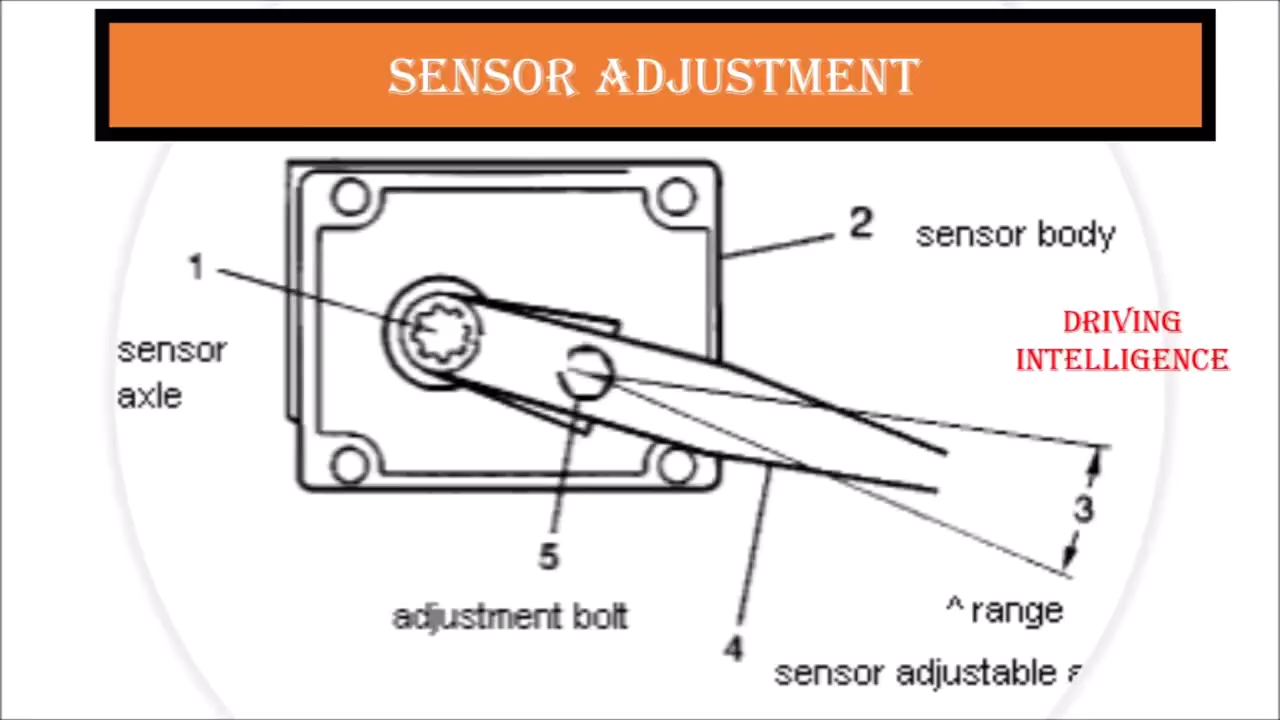 SENSOR ADJUSTMENT
1
2 sensor body
sensor
axle
DRIVING
INTELLIGENCE
3
5
^ range
adjustment bolt
4
sensor adjustable